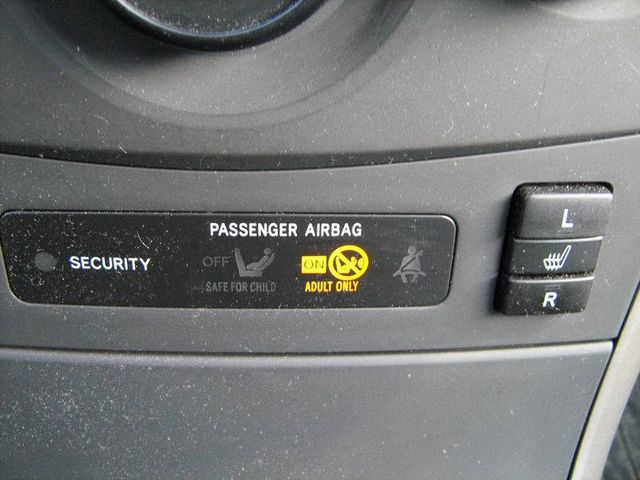 PASSENGER AIRBAG
SECURITY
OFF
ON
SAFE FOR CHILD
ADULT ONLY
L
R